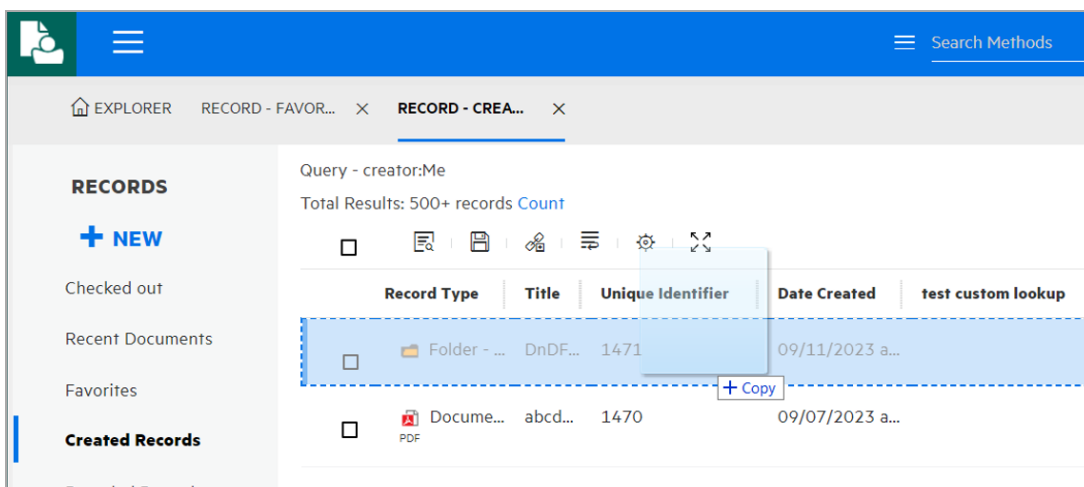 Search Methods
EXPLORER RECORD - FAVOR... RECORD - CREA...
RECORDS
NEW
Checked out
Recent Documents
Favorites
Created Records
Query - creator:Me
Total Results: 500+ records Count
Record Type Title Unique Identifier Date Created test custom lookup
Folder - ... DnDF... 1471 09/11/2023 a...
+ Copy
Docume... abcd... 1470 09/07/2023 a...
PDF